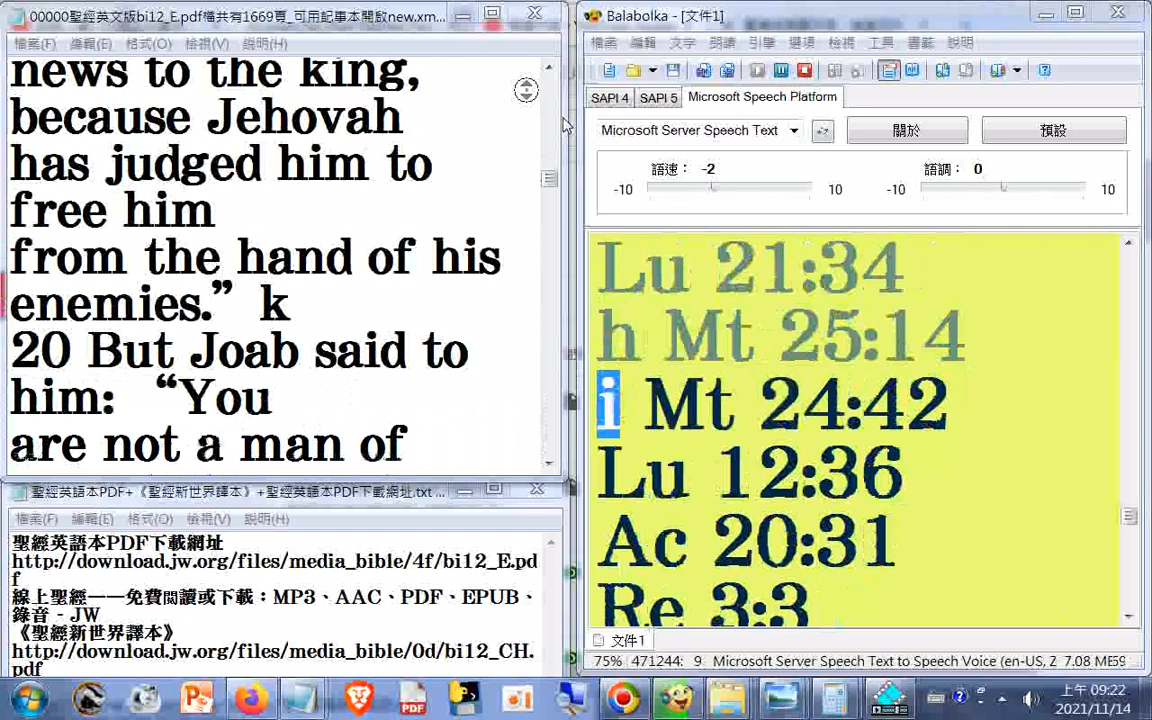 00000聖經英文版bi12_E.pdf檔共有1669頁_可用記事本開啟new.xm...
檔案(F) 編輯(E) 格式(O) 檢視(V) 說明(H)
news to the king,
because Jehovah
has judged him to
free him
from the hand of his
enemies.” k
20 But Joab said to
him: “You
are not a man of
聖經英語本PDF+《聖經新世界譯本》+聖經英語本PDF下載網址.txt ...
檔案(F) 編輯(E) 格式(O) 檢視(V) 說明(H)
聖經英語本PDF下載網址
http://download.jw.org/files/media_bible/4f/bi12_E.pd
f
線上聖經——免費閱讀或下載：MP3、AAC、PDF、EPUB、
錄音 - JW
《聖經新世界譯本》
http://download.jw.org/files/media_bible/0d/bi12_CH.
pdf
Balabolka - [文件1]
檔案 編輯 文字 朗讀 引擎 選項 檢視 工具 書籤 說明
SAPI 4 SAPI 5 Microsoft Speech Platform
Microsoft Server Speech Text 關於 預設
語速： -2 語調： 0
-10 10 -10 10
Lu 21:34
h Mt 25:14
i Mt 24:42
Lu 12:36
Ac 20:31
Re 3:3
文件1
75% 471244: 9 Microsoft Server Speech Text to Speech Voice (en-US, Z 7.08 ME59
PDF
上午 09:22
2021/11/14